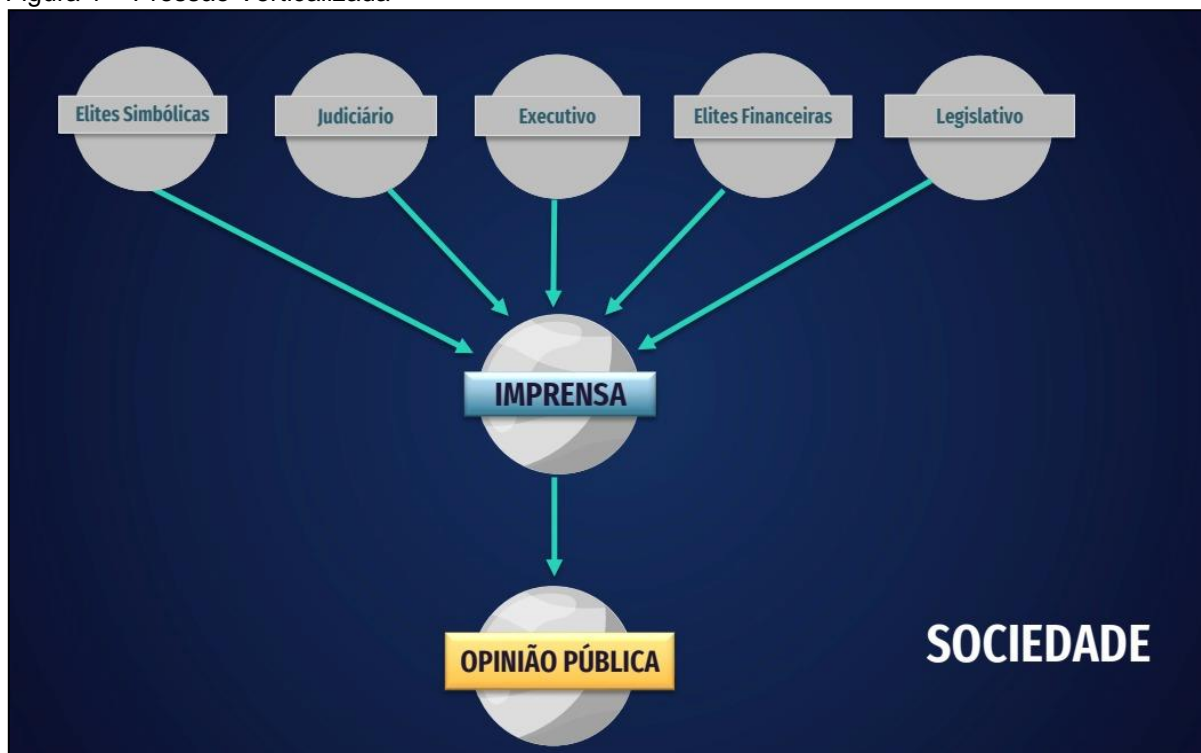 Elites Simbólicas
Judiciário
Executivo
Elites Financeiras
Legislativo
IMPRENSA
OPINIÃO PÚBLICA
SOCIEDADE